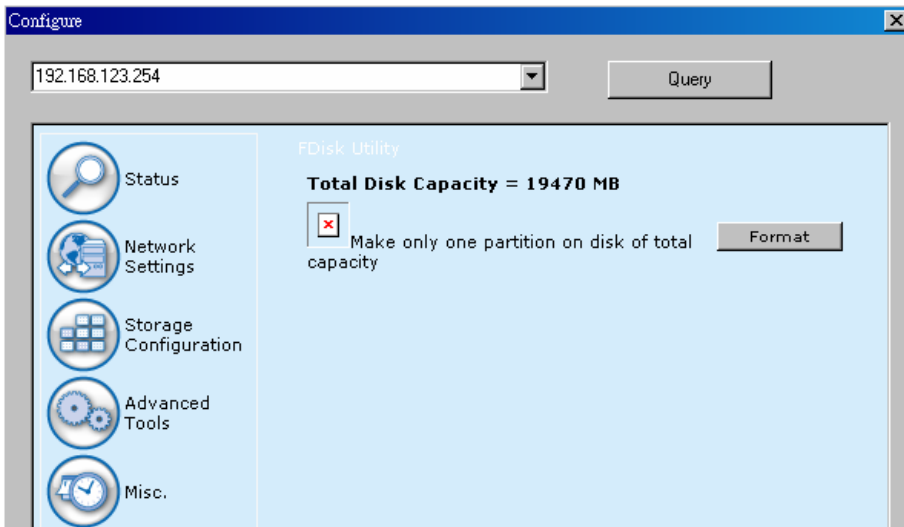 Configure
192.168.123.254
Query
Status
Network
Settings
Storage
Configuration
Advanced
Tools
Misc.
FDisk Utility
Total Disk Capacity = 19470 MB
Make only one partition on disk of total
capacity
Format